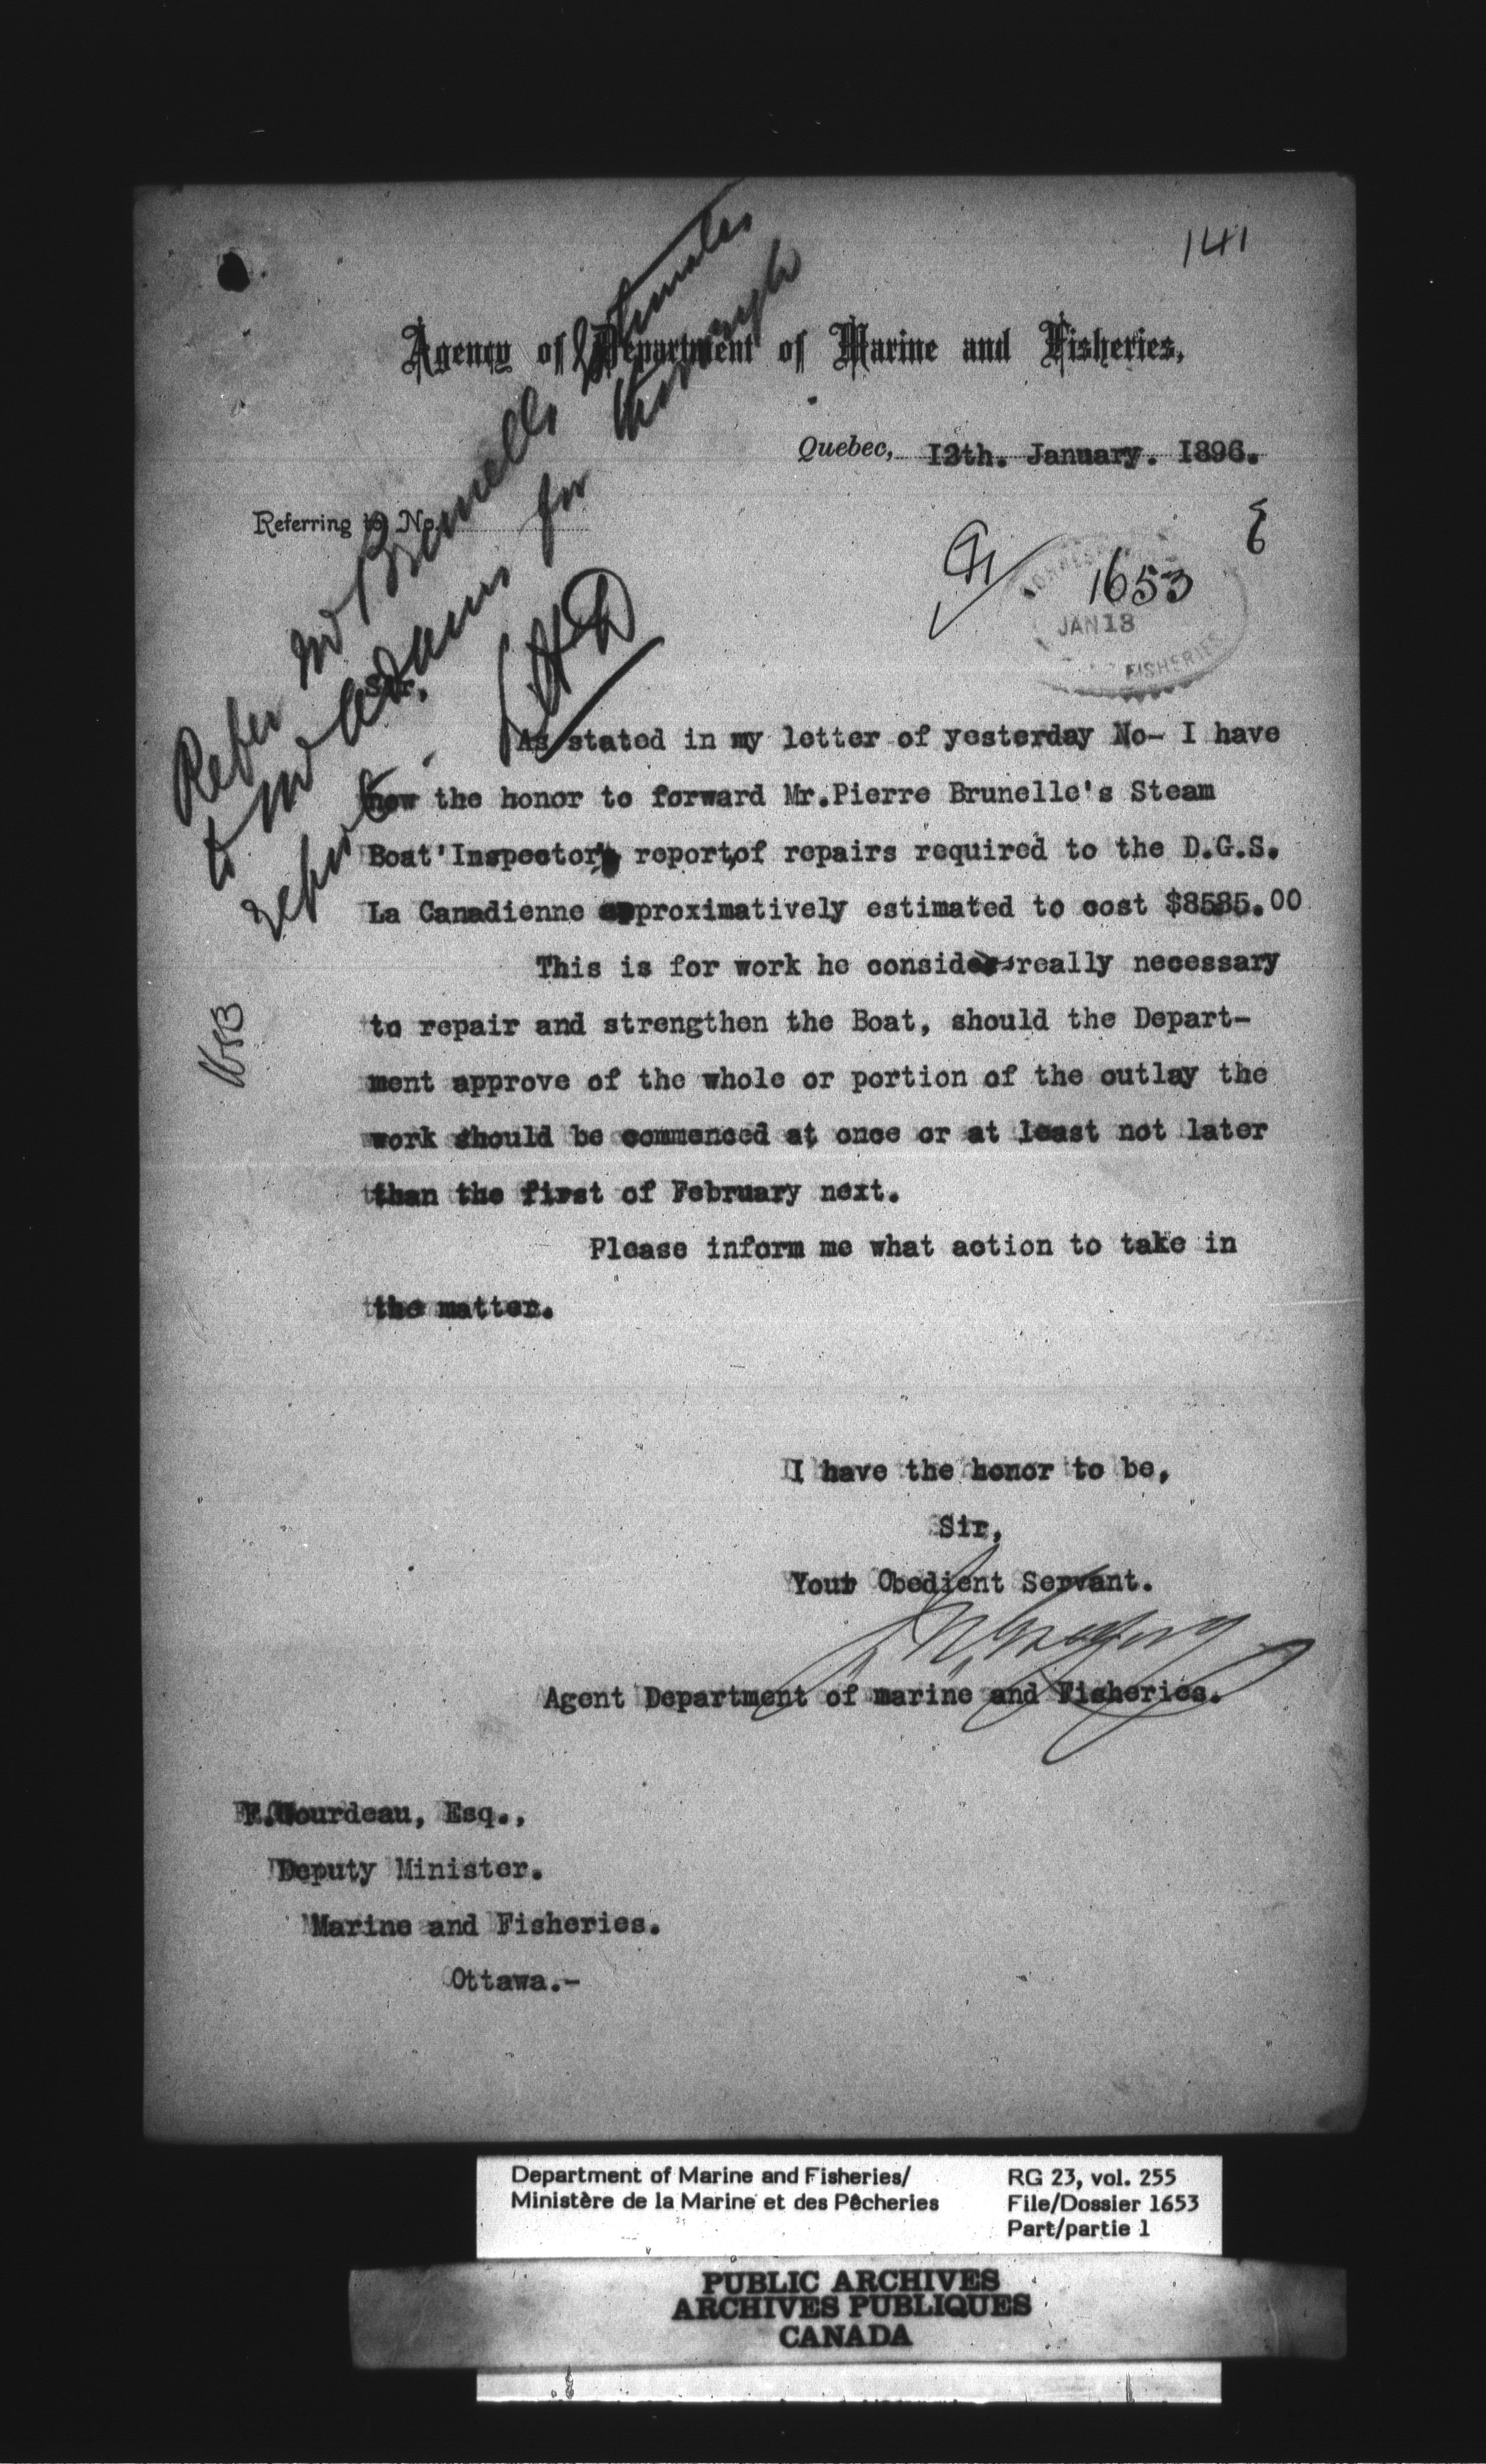 141
Agency of Department of Marine and Fisheries,
Quebec, 13th. January. 1896.
Referring to No.
1653
JAN 18
FISHERIES
Refer Mr Brunelle's Estimates
to Mr Adams for thorough
report.
Sir,
As stated in my letter of yesterday No- I have
now the honor to forward Mr.Pierre Brunelle's Steam
Boat Inspector, report, of repairs required to the D.G.S.
La Canadienne approximatively estimated to cost $8585.00
This is for work he considers really necessary
to repair and strengthen the Boat, should the Depart-
ment approve of the whole or portion of the outlay the
work should be commenced at once or at least not later
than the first of February next.
Please inform me what action to take in
the matter.
1653
I have the honor to be,
Sir,
Your Obedient Servant.
Agent Department of marine and Fisheries.
F.Gourdeau, Esq.,
Deputy Minister.
Marine and Fisheries.
Ottawa.-
Department of Marine and Fisheries/
Ministère de la Marine et des Pêcheries
RG 23, vol. 255
File/Dossier 1653
Part/partie 1
PUBLIC ARCHIVES
ARCHIVES PUBLIQUES
CANADA